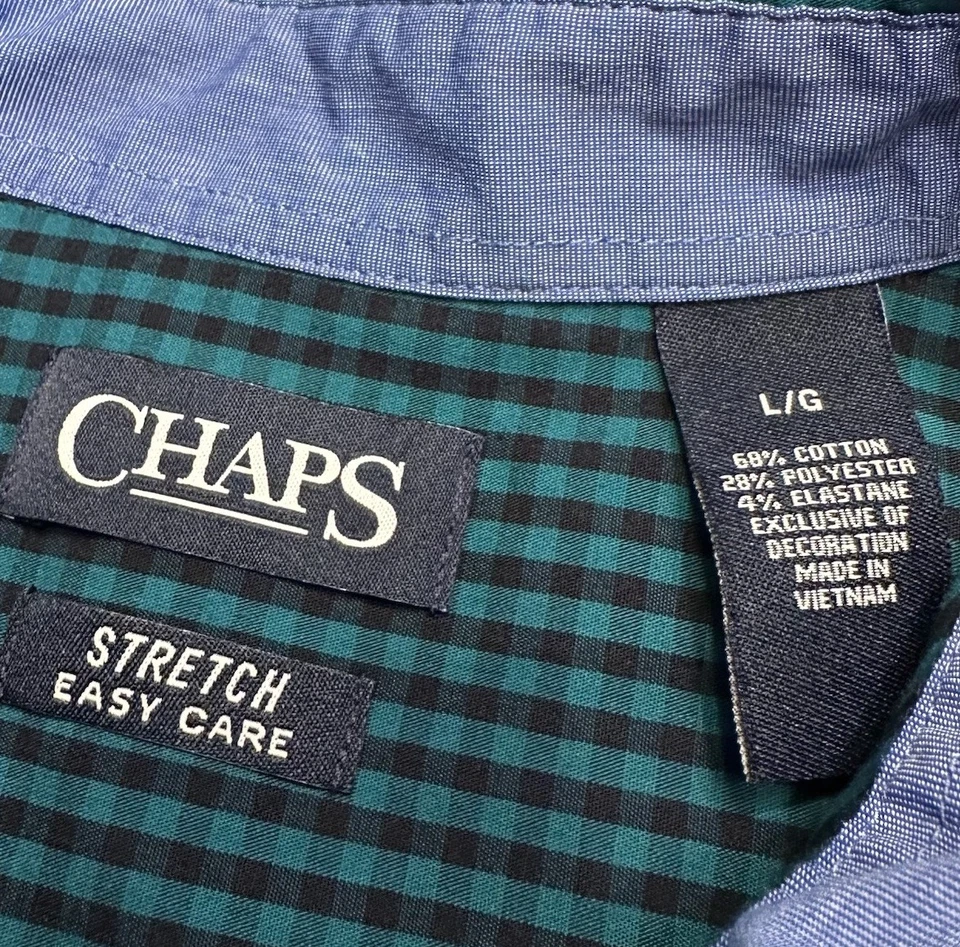 CHAPS
STRETCH
EASY CARE
L/G
68% COTTON
28% POLYESTER
4% ELASTANE
EXCLUSIVE OF
DECORATION
MADE IN
VIETNAM